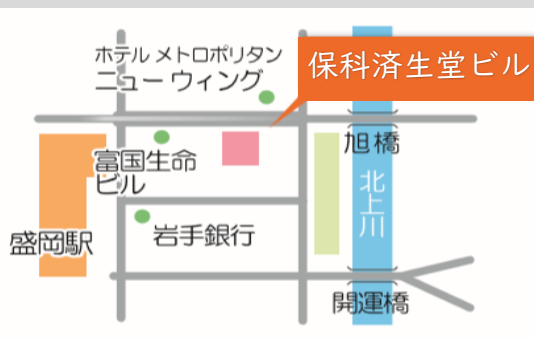 ホテル メトロポリタン
ニュー ウィング
保科済生堂ビル
旭橋
富国生命
ビル
北上川
盛岡駅
岩手銀行
開運橋